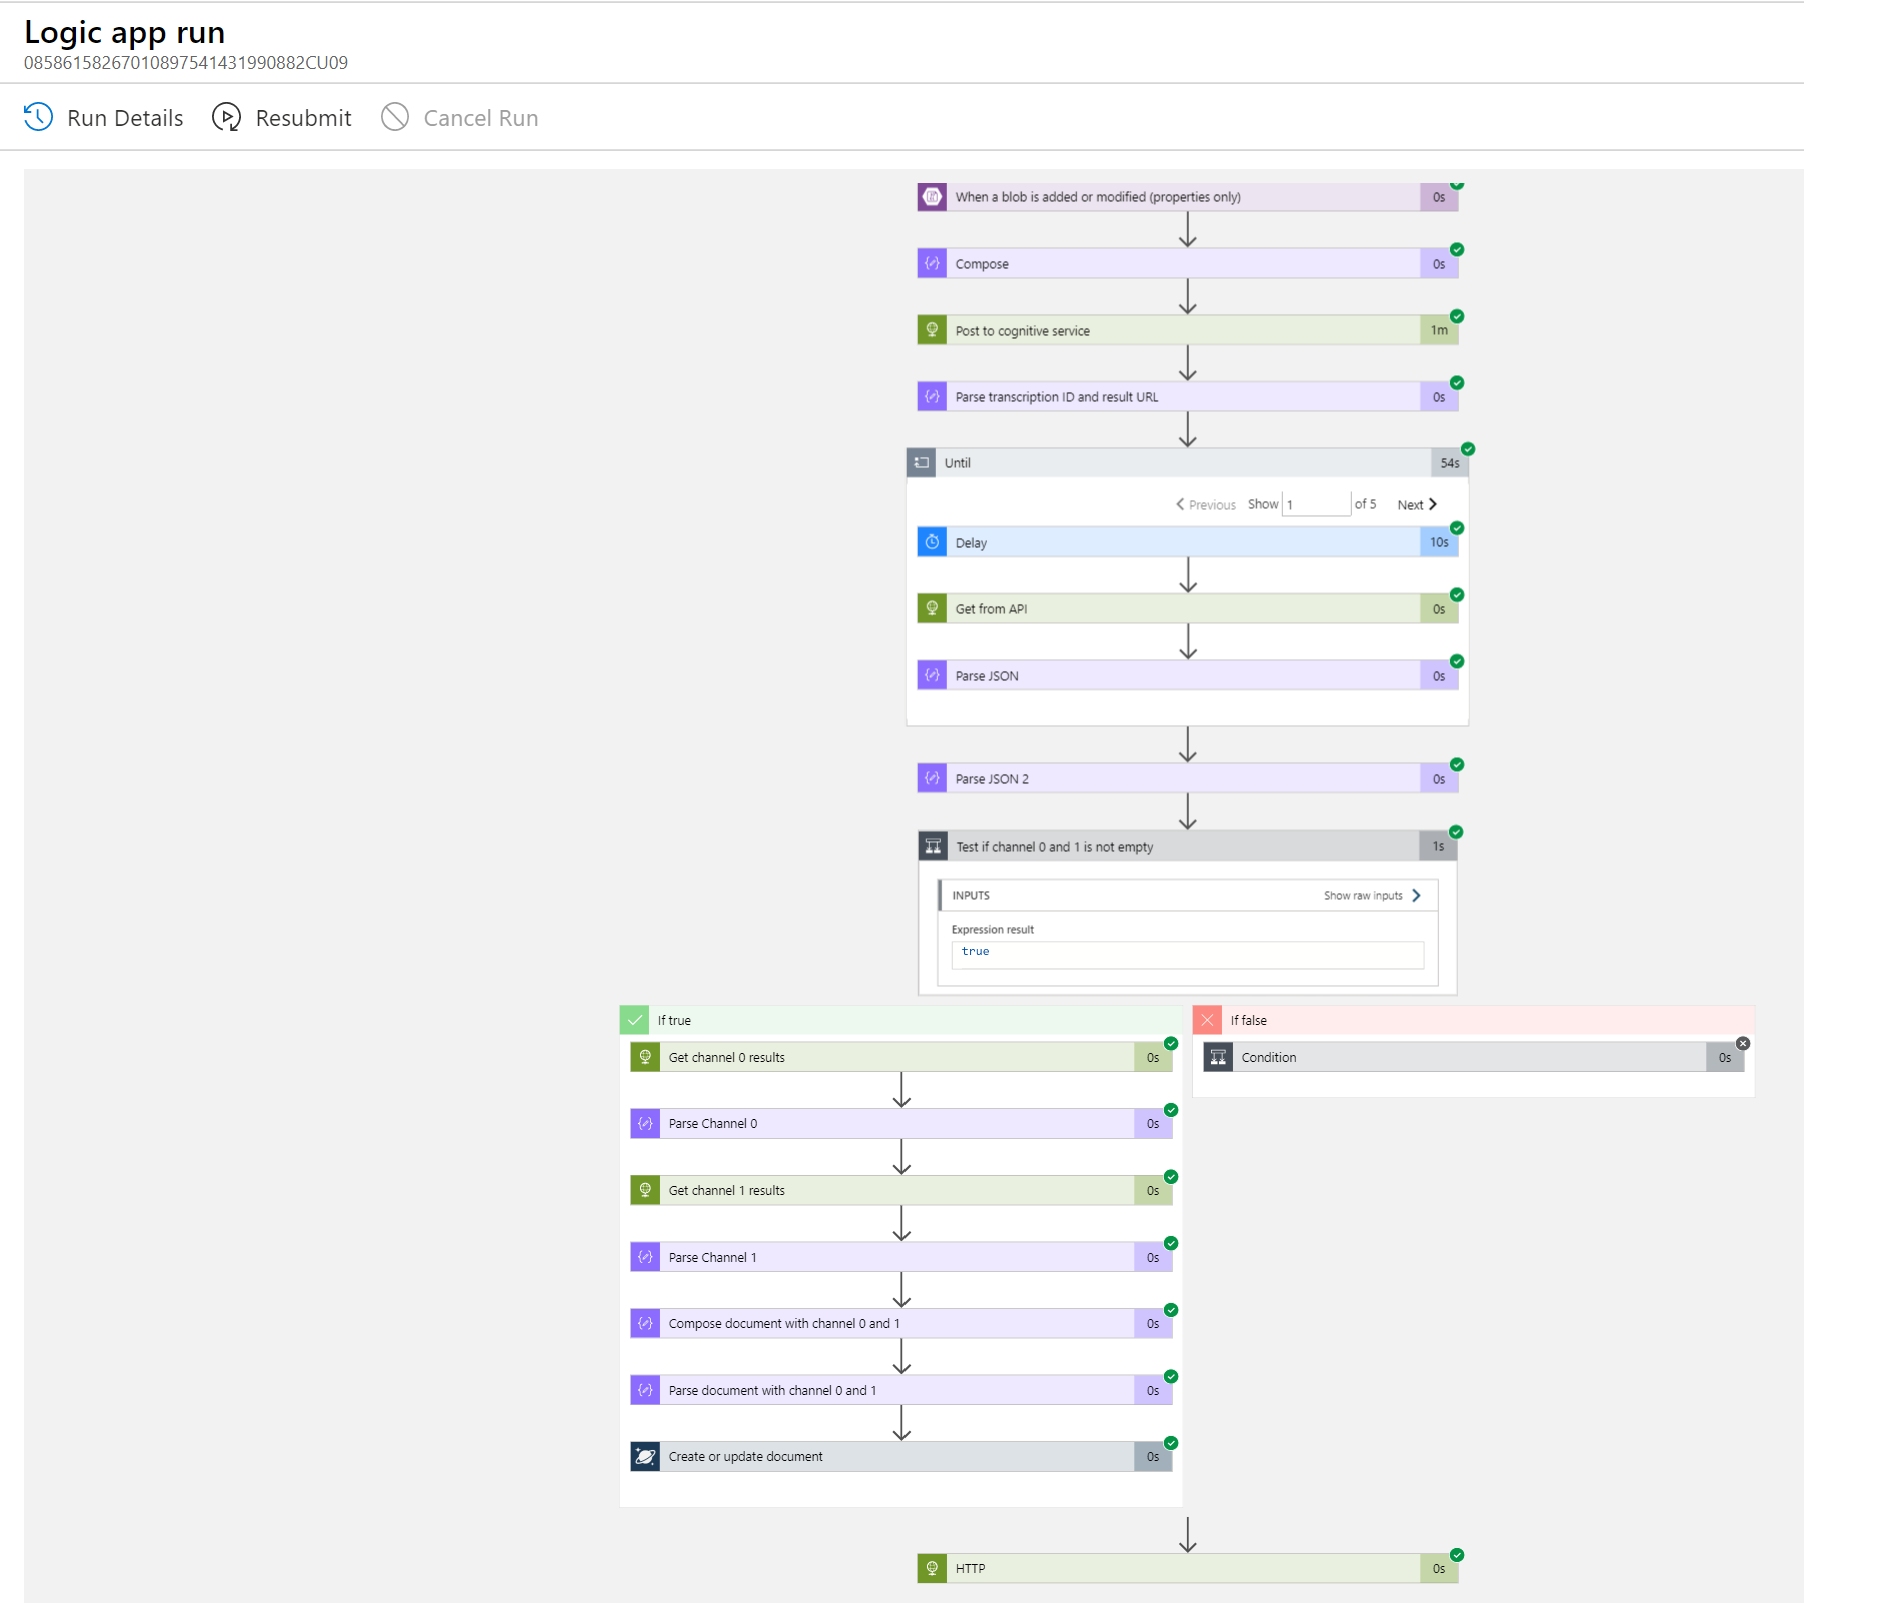 Logic app run
08586158267010897541431990882CU09
Run Details Resubmit Cancel Run
When a blob is added or modified (properties only) 0s
Compose 0s
Post to cognitive service 1m
Parse transcription ID and result URL 0s
Until 54s
Previous Show 1 of 5 Next
Delay 10s
Get from API 0s
Parse JSON 0s
Parse JSON 2 0s
Test if channel 0 and 1 is not empty 1s
INPUTS Show raw inputs
Expression result
true
If true
Get channel 0 results 0s
Parse Channel 0 0s
Get channel 1 results 0s
Parse Channel 1 0s
Compose document with channel 0 and 1 0s
Parse document with channel 0 and 1 0s
Create or update document 0s
If false
Condition 0s
HTTP 0s